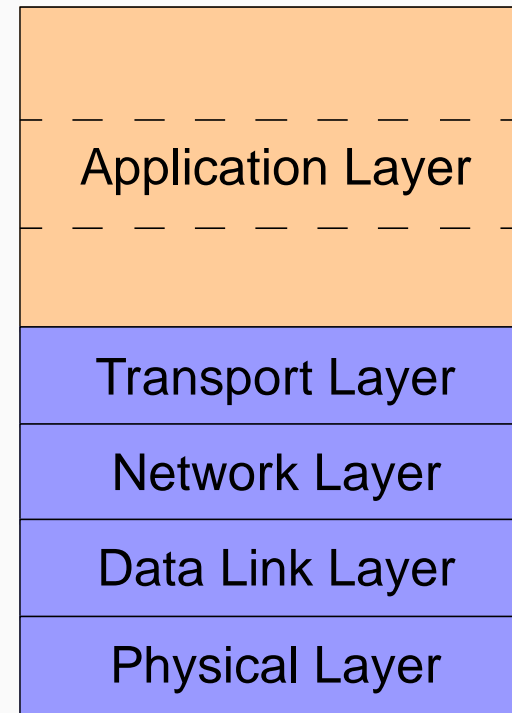 Application Layer
Transport Layer
Network Layer
Data Link Layer
Physical Layer